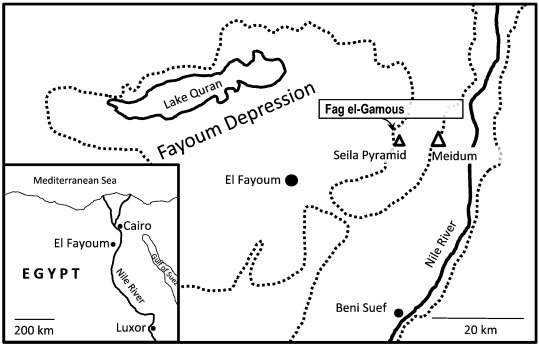 Lake Quran
Fayoum Depression
Fag el-Gamous
Seila Pyramid
Meidum
El Fayoum
Nile River
Beni Suef
20 km
Mediterranean Sea
Cairo
El Fayoum
Gulf of Suez
EGYPT
Nile River
Luxor
200 km